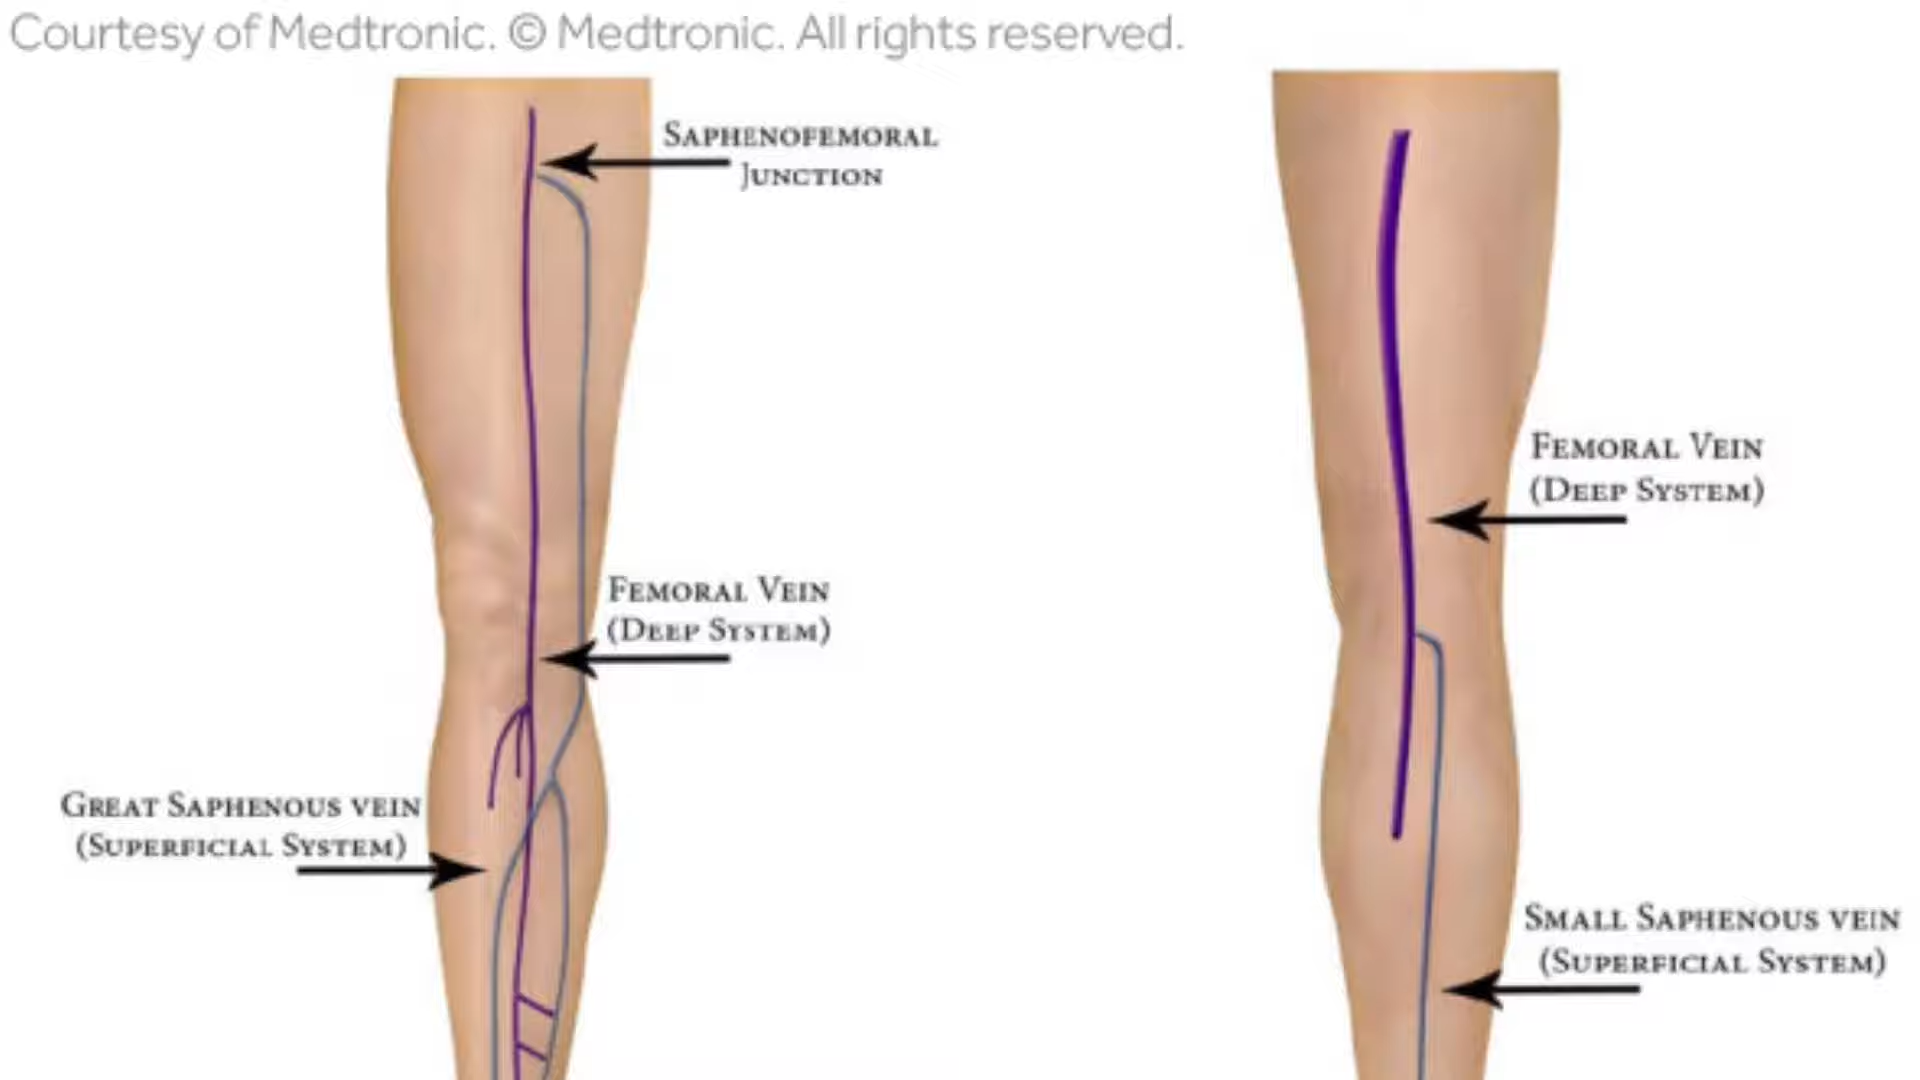 Courtesy of Medtronic. © Medtronic. All rights reserved.
SAPHENOFEMORAL
JUNCTION
FEMORAL VEIN
(DEEP SYSTEM)
GREAT SAPHENOUS VEIN
(SUPERFICIAL SYSTEM)
FEMORAL VEIN
(DEEP SYSTEM)
SMALL SAPHENOUS VEIN
(SUPERFICIAL SYSTEM)